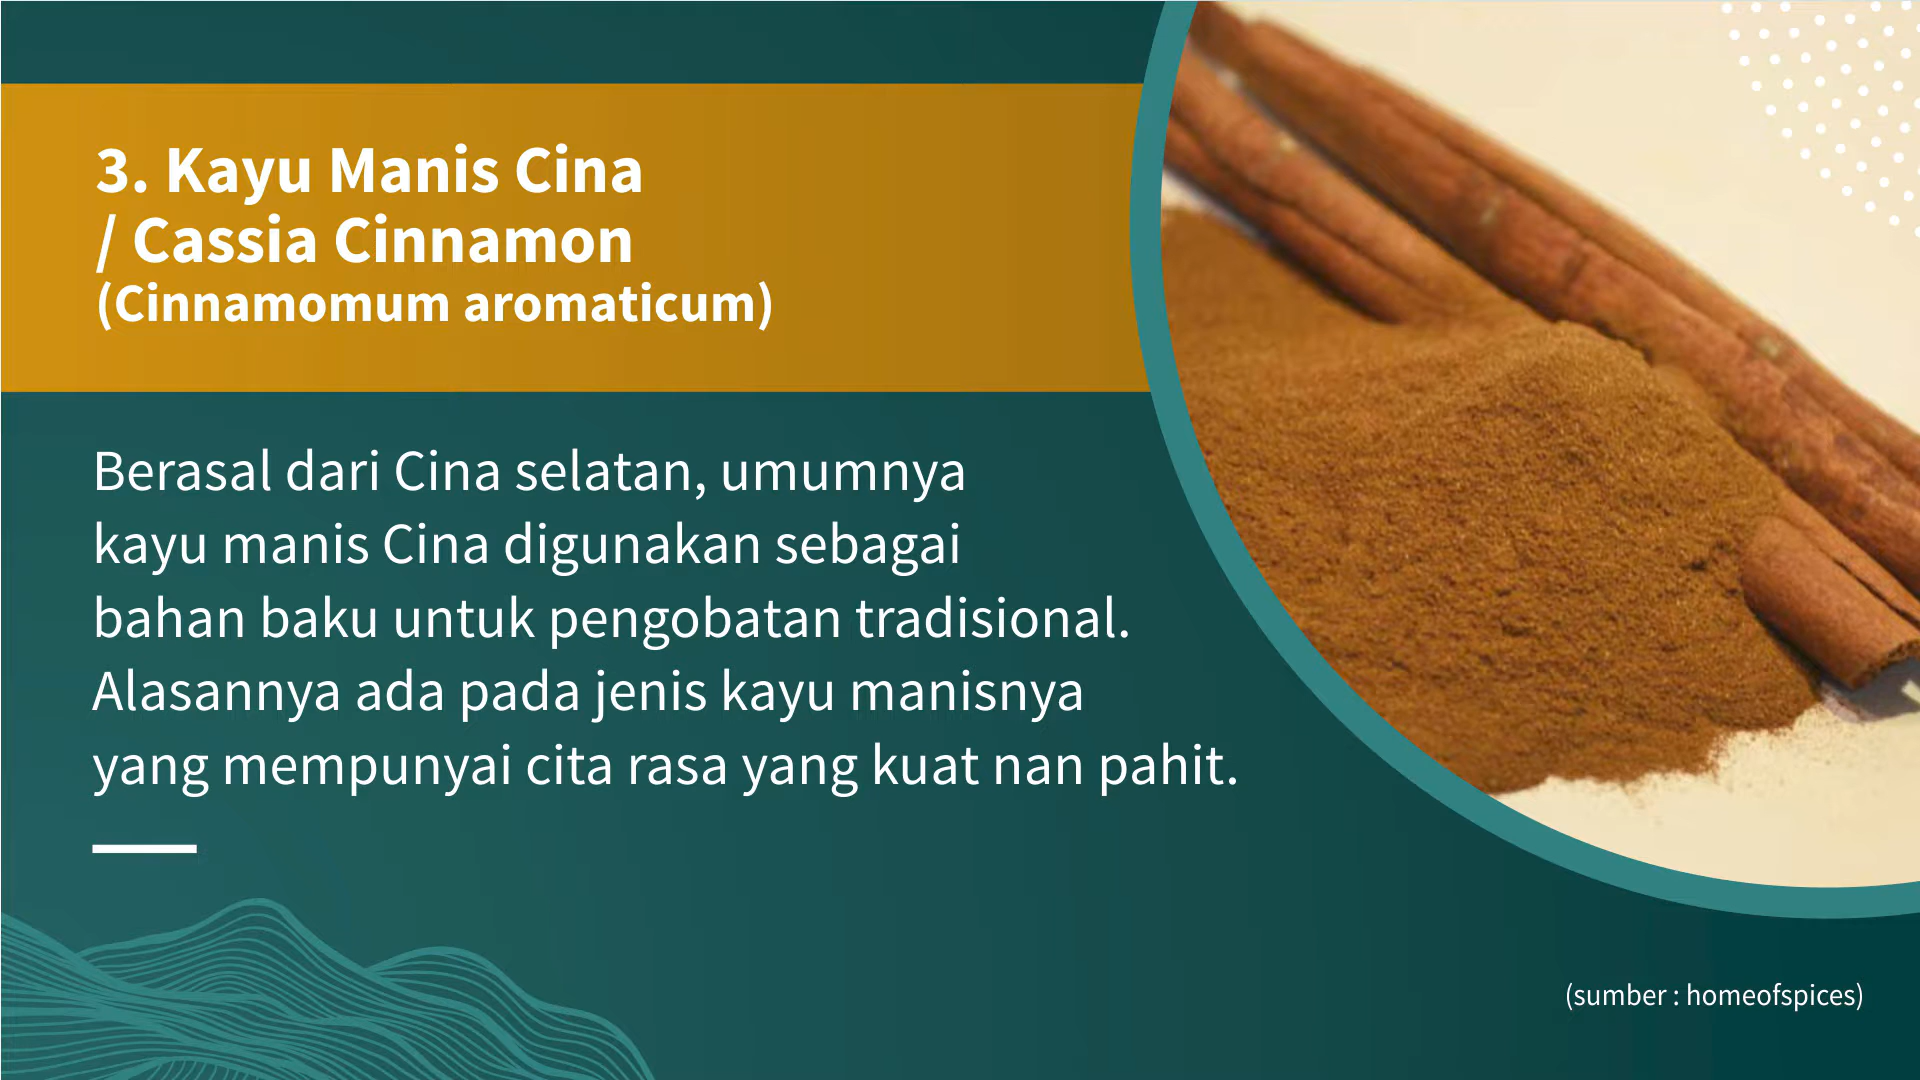 3. Kayu Manis Cina
/ Cassia Cinnamon
(Cinnamomum aromaticum)
Berasal dari Cina selatan, umumnya
kayu manis Cina digunakan sebagai
bahan baku untuk pengobatan tradisional.
Alasannya ada pada jenis kayu manisnya
yang mempunyai cita rasa yang kuat nan pahit.
(sumber : homeofspices)